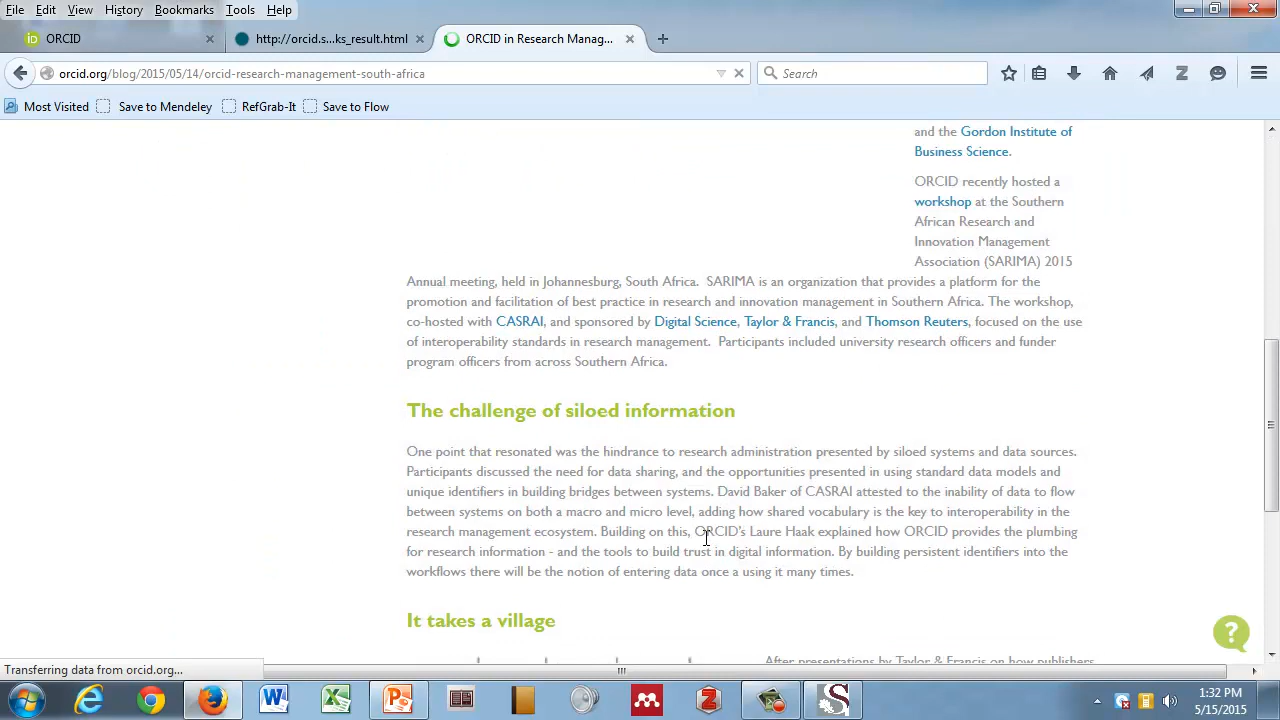 File Edit View History Bookmarks Tools Help
ORCID
http://orcid.s...ks_result.html
ORCID in Research Manag...
orcid.org/blog/2015/05/14/orcid-research-management-south-africa
Search
Most Visited Save to Mendeley RefGrab-It Save to Flow
and the Gordon Institute of
Business Science.
ORCID recently hosted a
workshop at the Southern
African Research and
Innovation Management
Association (SARIMA) 2015
Annual meeting, held in Johannesburg, South Africa. SARIMA is an organization that provides a platform for the
promotion and facilitation of best practice in research and innovation management in Southern Africa. The workshop,
co-hosted with CASRAI, and sponsored by Digital Science, Taylor & Francis, and Thomson Reuters, focused on the use
of interoperability standards in research management. Participants included university research officers and funder
program officers from across Southern Africa.
The challenge of siloed information
One point that resonated was the hindrance to research administration presented by siloed systems and data sources.
Participants discussed the need for data sharing, and the opportunities presented in using standard data models and
unique identifiers in building bridges between systems. David Baker of CASRAI attested to the inability of data to flow
between systems on both a macro and micro level, adding how shared vocabulary is the key to interoperability in the
research management ecosystem. Building on this, ORCID's Laure Haak explained how ORCID provides the plumbing
for research information - and the tools to build trust in digital information. By building persistent identifiers into the
workflows there will be the notion of entering data once a using it many times.
It takes a village
After presentations by Taylor & Francis on how publishers
Transferring data from orcid.org...
1:32 PM
5/15/2015